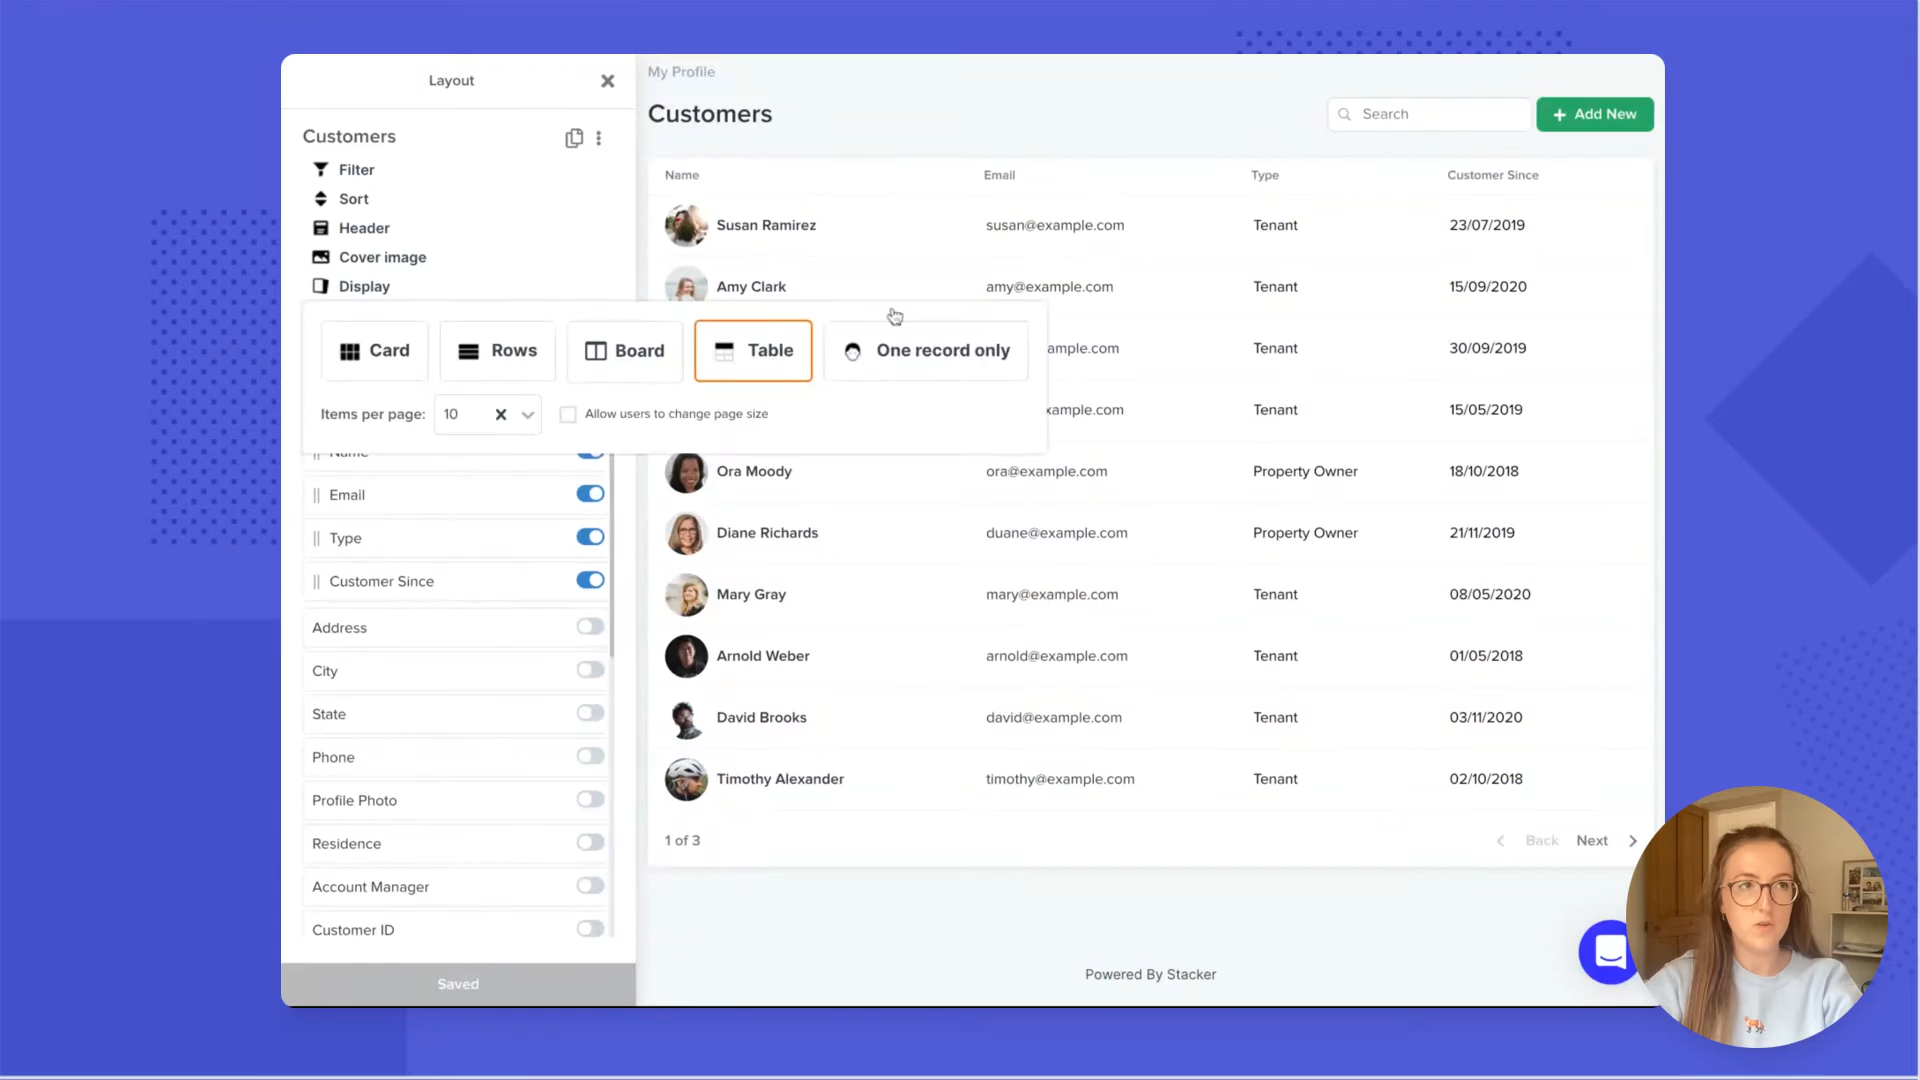 Layout
Customers
Filter
Sort
Header
Cover image
Display
Card
Rows
Board
Table
One record only
Items per page:
10
Allow users to change page size
Name
Email
Type
Customer Since
Address
City
State
Phone
Profile Photo
Residence
Account Manager
Customer ID
Saved
My Profile
Customers
Search
+ Add New
Name Email Type Customer Since
Susan Ramirez susan@example.com Tenant 23/07/2019
Amy Clark amy@example.com Tenant 15/09/2020
ample.com Tenant 30/09/2019
xample.com Tenant 15/05/2019
Ora Moody ora@example.com Property Owner 18/10/2018
Diane Richards duane@example.com Property Owner 21/11/2019
Mary Gray mary@example.com Tenant 08/05/2020
Arnold Weber arnold@example.com Tenant 01/05/2018
David Brooks david@example.com Tenant 03/11/2020
Timothy Alexander timothy@example.com Tenant 02/10/2018
1 of 3
Back Next
Powered By Stacker